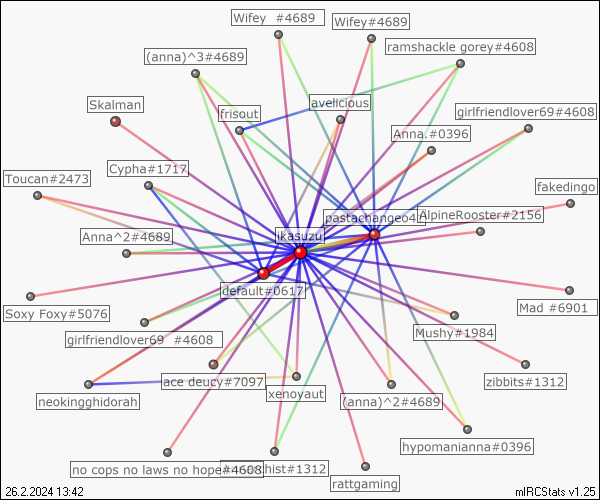 Wifey #4689
Wifey#4689
ramshackle gorey#4608
(anna)^3#4689
Skalman
avelicious
frisout
girlfriendlover69#4608
Anna.#0396
Cypha#1717
Toucan#2473
fakedingo
pastachange04
AlpineRooster#2156
Anna^2#4689
ikasuzu
default#0617
Soxy Foxy#5076
Mad #6901
girlfriendlover69 #4608
Mushy#1984
ace deucy#7097
zibbits#1312
neokingghidorah
xenoyaut
(anna)^2#4689
hypomanianna#0396
no cops no laws no hope#4608
#1312
rattgaming
26.2.2024 13:42
mIRCStats v1.25